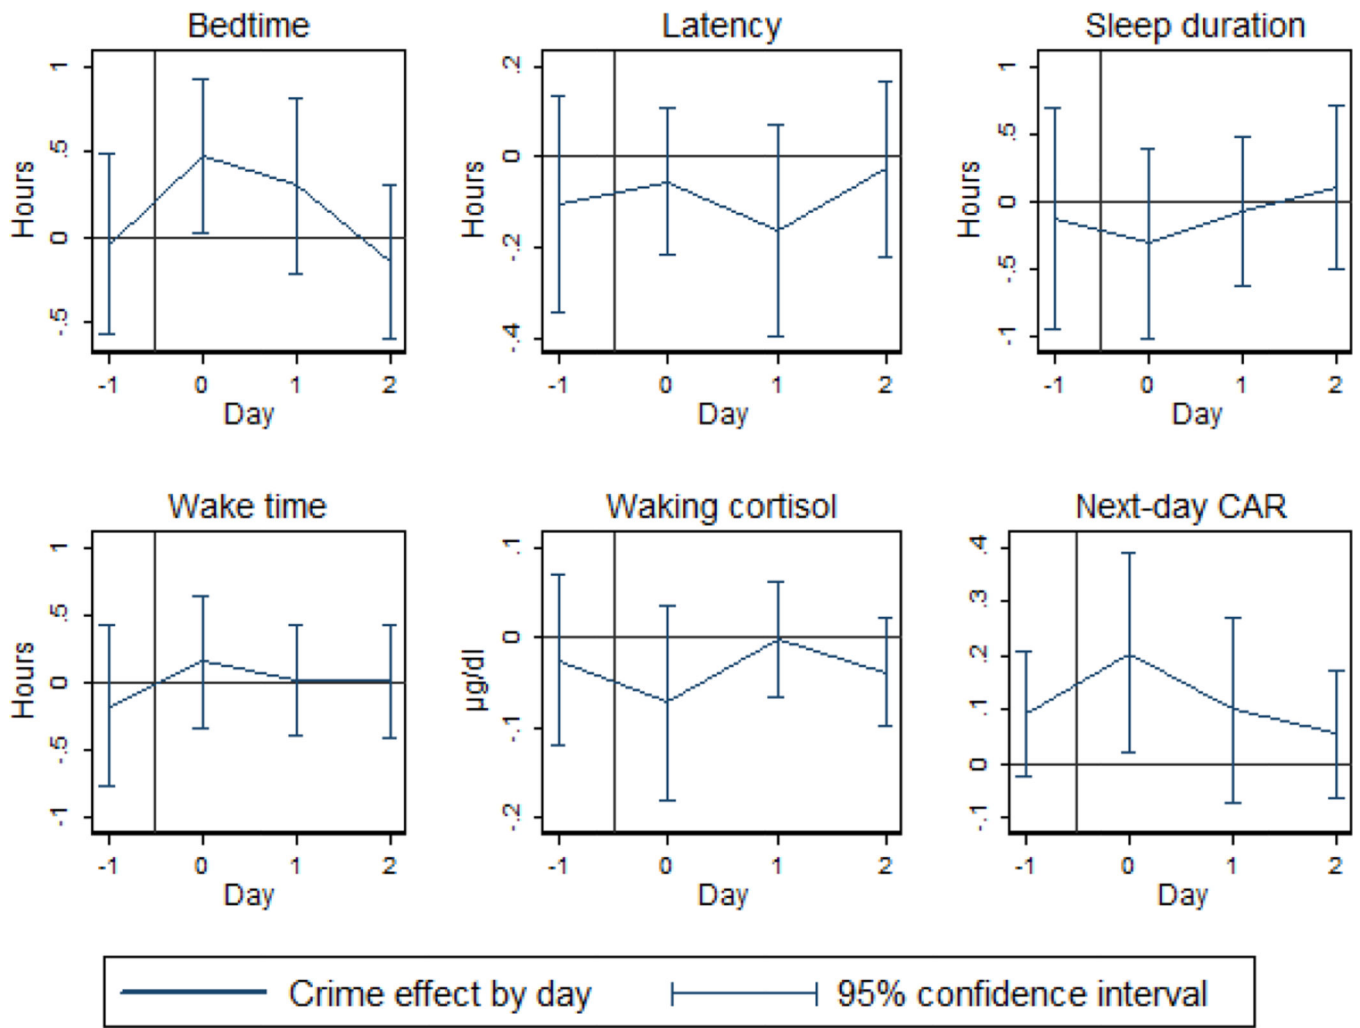 Bedtime
Latency
Sleep duration
Hours
1
.5
0
-.5
-1 0 1 2
Day
Hours
.2
0
-.2
-.4
-1 0 1 2
Day
Hours
1
.5
0
-.5
-1
-1 0 1 2
Day
Wake time
Waking cortisol
Next-day CAR
Hours
1
.5
0
-.5
-1
-1 0 1 2
Day
µg/dl
.1
0
-.1
-.2
-1 0 1 2
Day
.4
.3
.2
.1
0
-.1
-1 0 1 2
Day
Crime effect by day
95% confidence interval